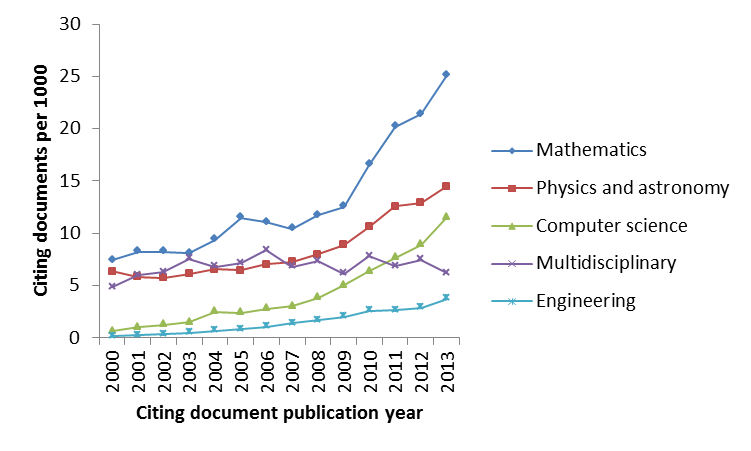 30
25
20
15
10
5
0
Citing documents per 1000
2000 2001 2002 2003 2004 2005 2006 2007 2008 2009 2010 2011 2012 2013
Citing document publication year
Mathematics
Physics and astronomy
Computer science
Multidisciplinary
Engineering